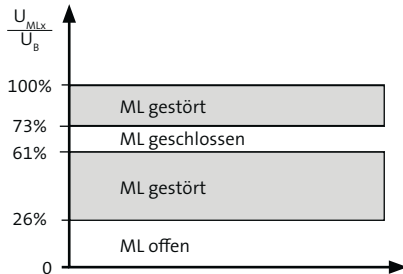 U_MLx
U_B
100%
ML gestört
73%
ML geschlossen
61%
ML gestört
26%
ML offen
0